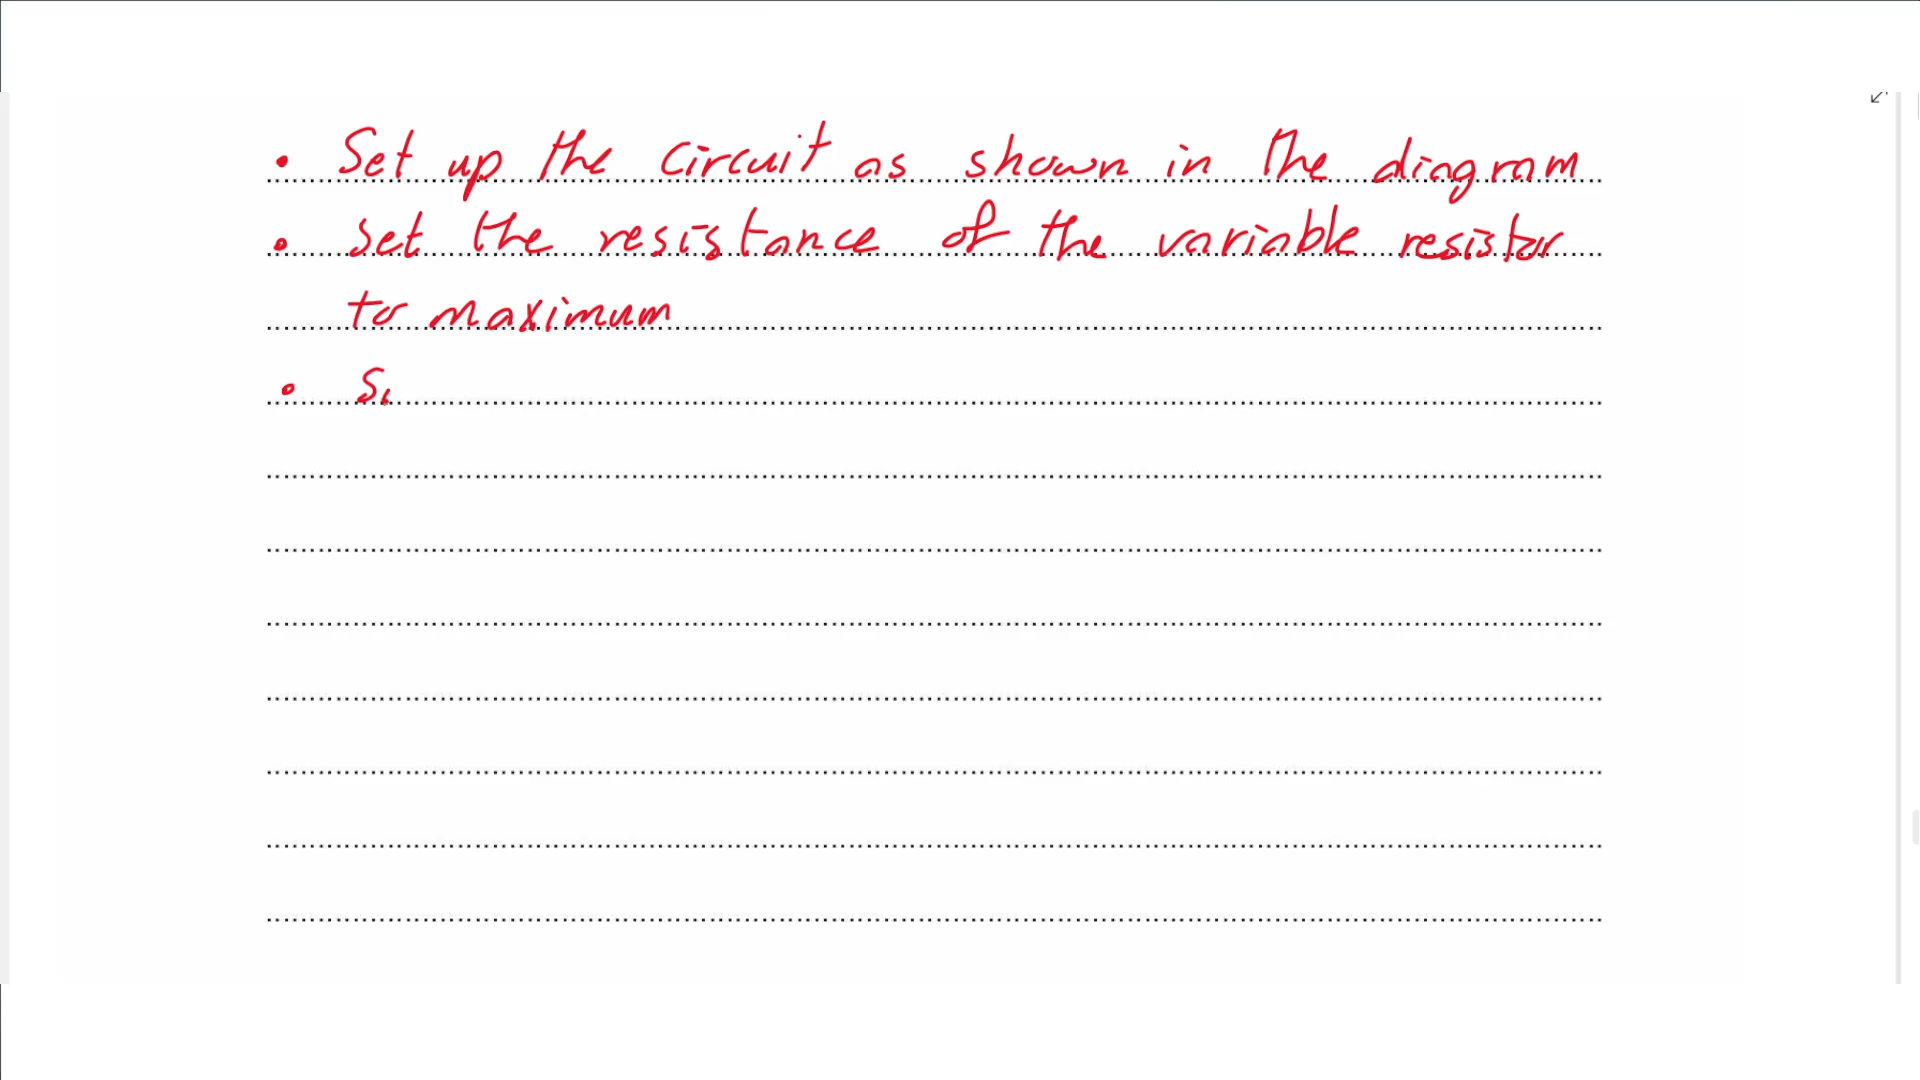 • Set up the circuit as shown in the diagram
• set the resistance of the variable resistor
to maximum
•